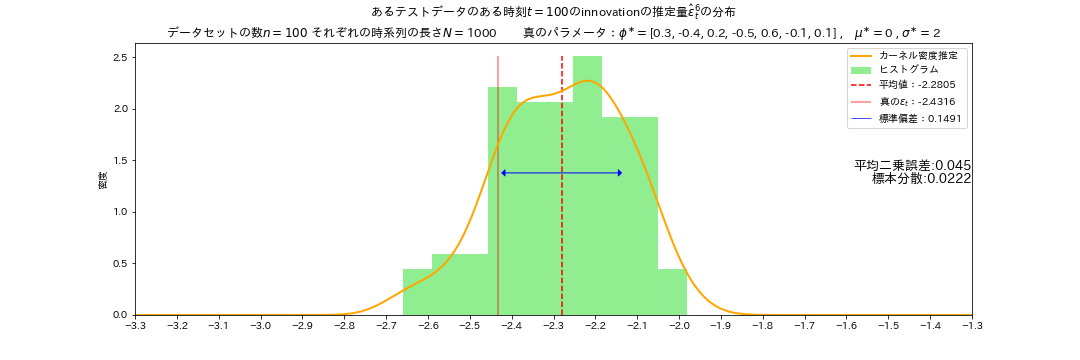 あるテストデータのある時刻t = 100のinnovationの推定量ε̂_t^6の分布
データセットの数n = 100 それぞれの時系列の長さN = 1000 真のパラメータ：ϕ* = [0.3, -0.4, 0.2, -0.5, 0.6, -0.1, 0.1] , μ* = 0 , σ* = 2
密度
2.5
2.0
1.5
1.0
0.5
0.0
カーネル密度推定
ヒストグラム
平均値：-2.2805
真のε_t：-2.4316
標準偏差：0.1491
平均二乗誤差:0.045
標本分散:0.0222
−3.3 −3.2 −3.1 −3.0 −2.9 −2.8 −2.7 −2.6 −2.5 −2.4 −2.3 −2.2 −2.1 −2.0 −1.9 −1.8 −1.7 −1.6 −1.5 −1.4 −1.3